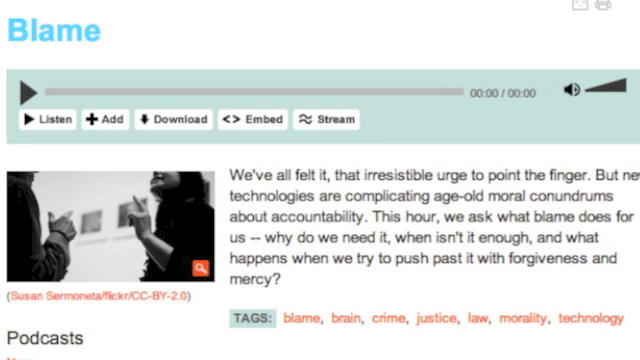 Blame
00:00 / 00:00
Listen Add Download Embed Stream
We've all felt it, that irresistible urge to point the finger. But
technologies are complicating age-old moral conundrums
about accountability. This hour, we ask what blame does for
us -- why do we need it, when isn't it enough, and what
happens when we try to push past it with forgiveness and
mercy?
(Susan Sermoneta/flickr/CC-BY-2.0)
TAGS: blame, brain, crime, justice, law, morality, technology
Podcasts